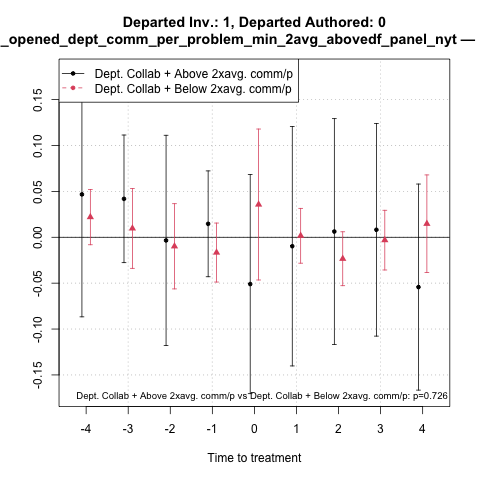 Departed Inv.: 1, Departed Authored: 0
_opened_dept_comm_per_problem_min_2avg_abovedf_panel_nyt —
Dept. Collab + Above 2xavg. comm/p
Dept. Collab + Below 2xavg. comm/p
0.15
0.10
0.05
0.00
-0.05
-0.10
-0.15
Dept. Collab + Above 2xavg. comm/p vs Dept. Collab + Below 2xavg. comm/p: p=0.726
-4 -3 -2 -1 0 1 2 3 4
Time to treatment